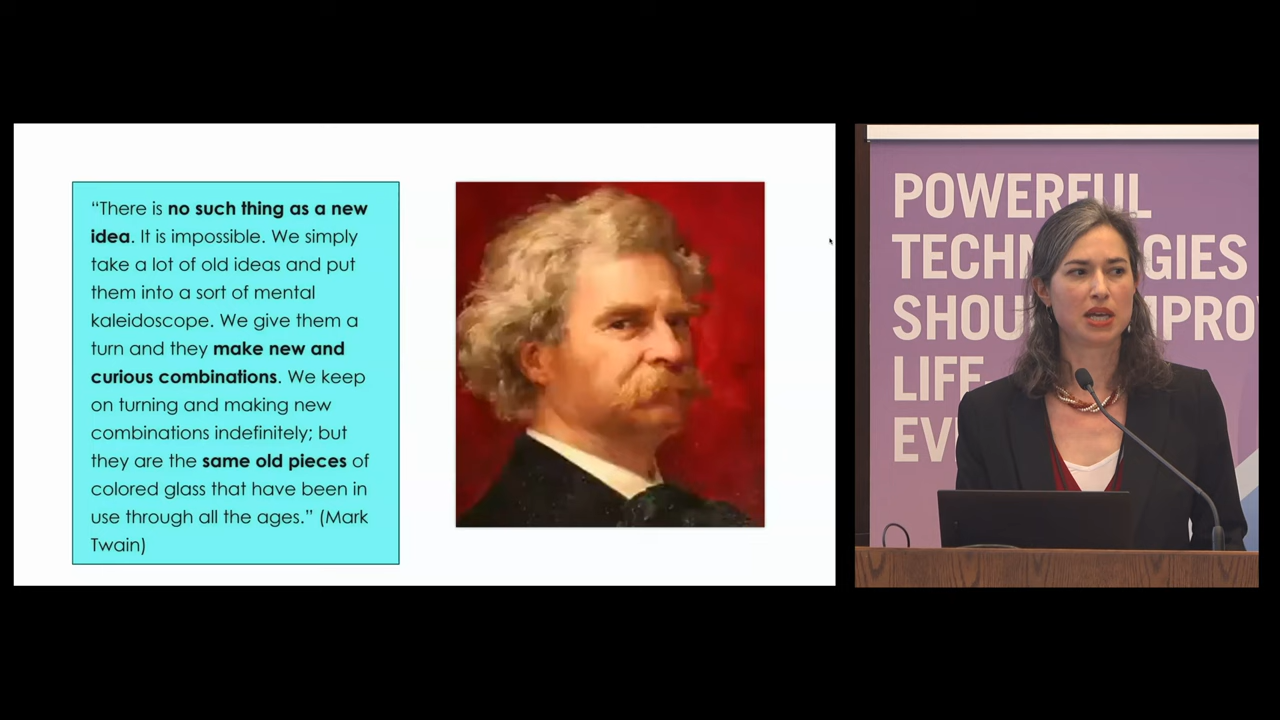 “There is no such thing as a new
idea. It is impossible. We simply
take a lot of old ideas and put
them into a sort of mental
kaleidoscope. We give them a
turn and they make new and
curious combinations. We keep
on turning and making new
combinations indefinitely; but
they are the same old pieces of
colored glass that have been in
use through all the ages.” (Mark
Twain)
POWERFUL
SHOU IMPRO
LIFE
EV